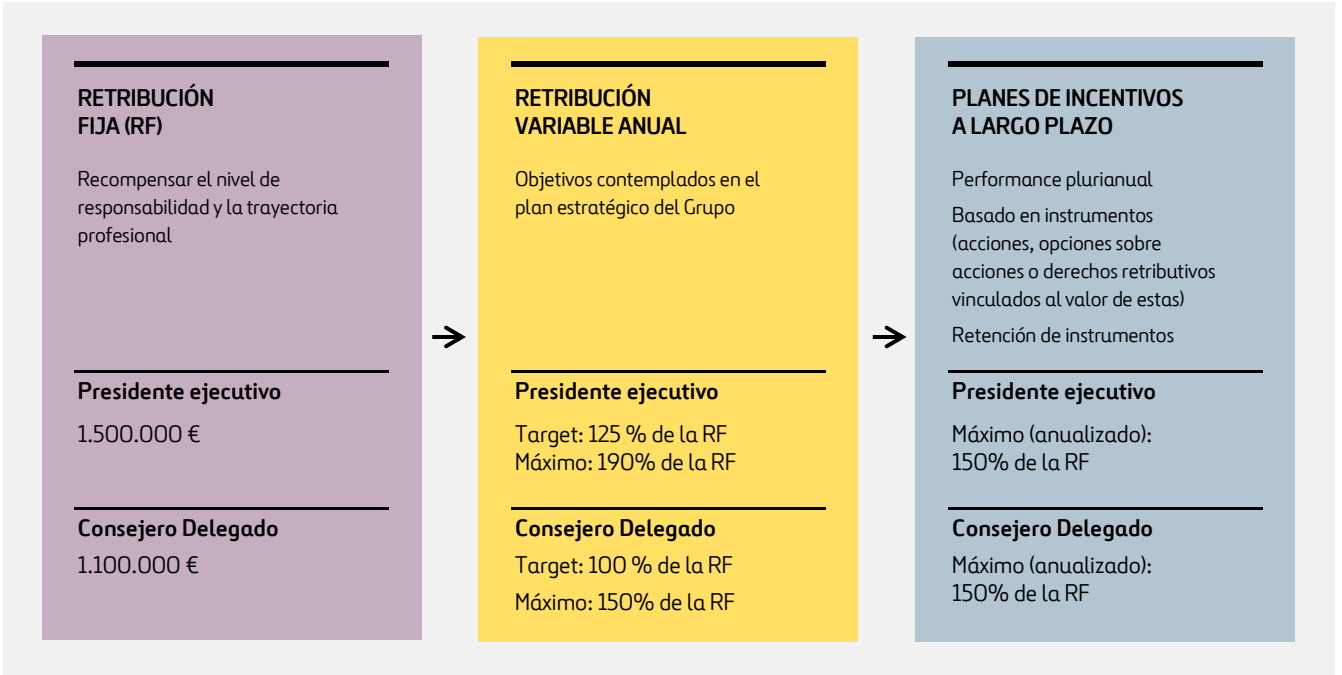 RETRIBUCIÓN
FIJA (RF)
Recompensar el nivel de
responsabilidad y la trayectoria
profesional
Presidente ejecutivo
1.500.000 €
Consejero Delegado
1.100.000 €
RETRIBUCIÓN
VARIABLE ANUAL
Objetivos contemplados en el
plan estratégico del Grupo
Presidente ejecutivo
Target: 125 % de la RF
Máximo: 190% de la RF
Consejero Delegado
Target: 100 % de la RF
Máximo: 150% de la RF
PLANES DE INCENTIVOS
A LARGO PLAZO
Performance plurianual
Basado en instrumentos
(acciones, opciones sobre
acciones o derechos retributivos
vinculados al valor de estas)
Retención de instrumentos
Presidente ejecutivo
Máximo (anualizado):
150% de la RF
Consejero Delegado
Máximo (anualizado):
150% de la RF